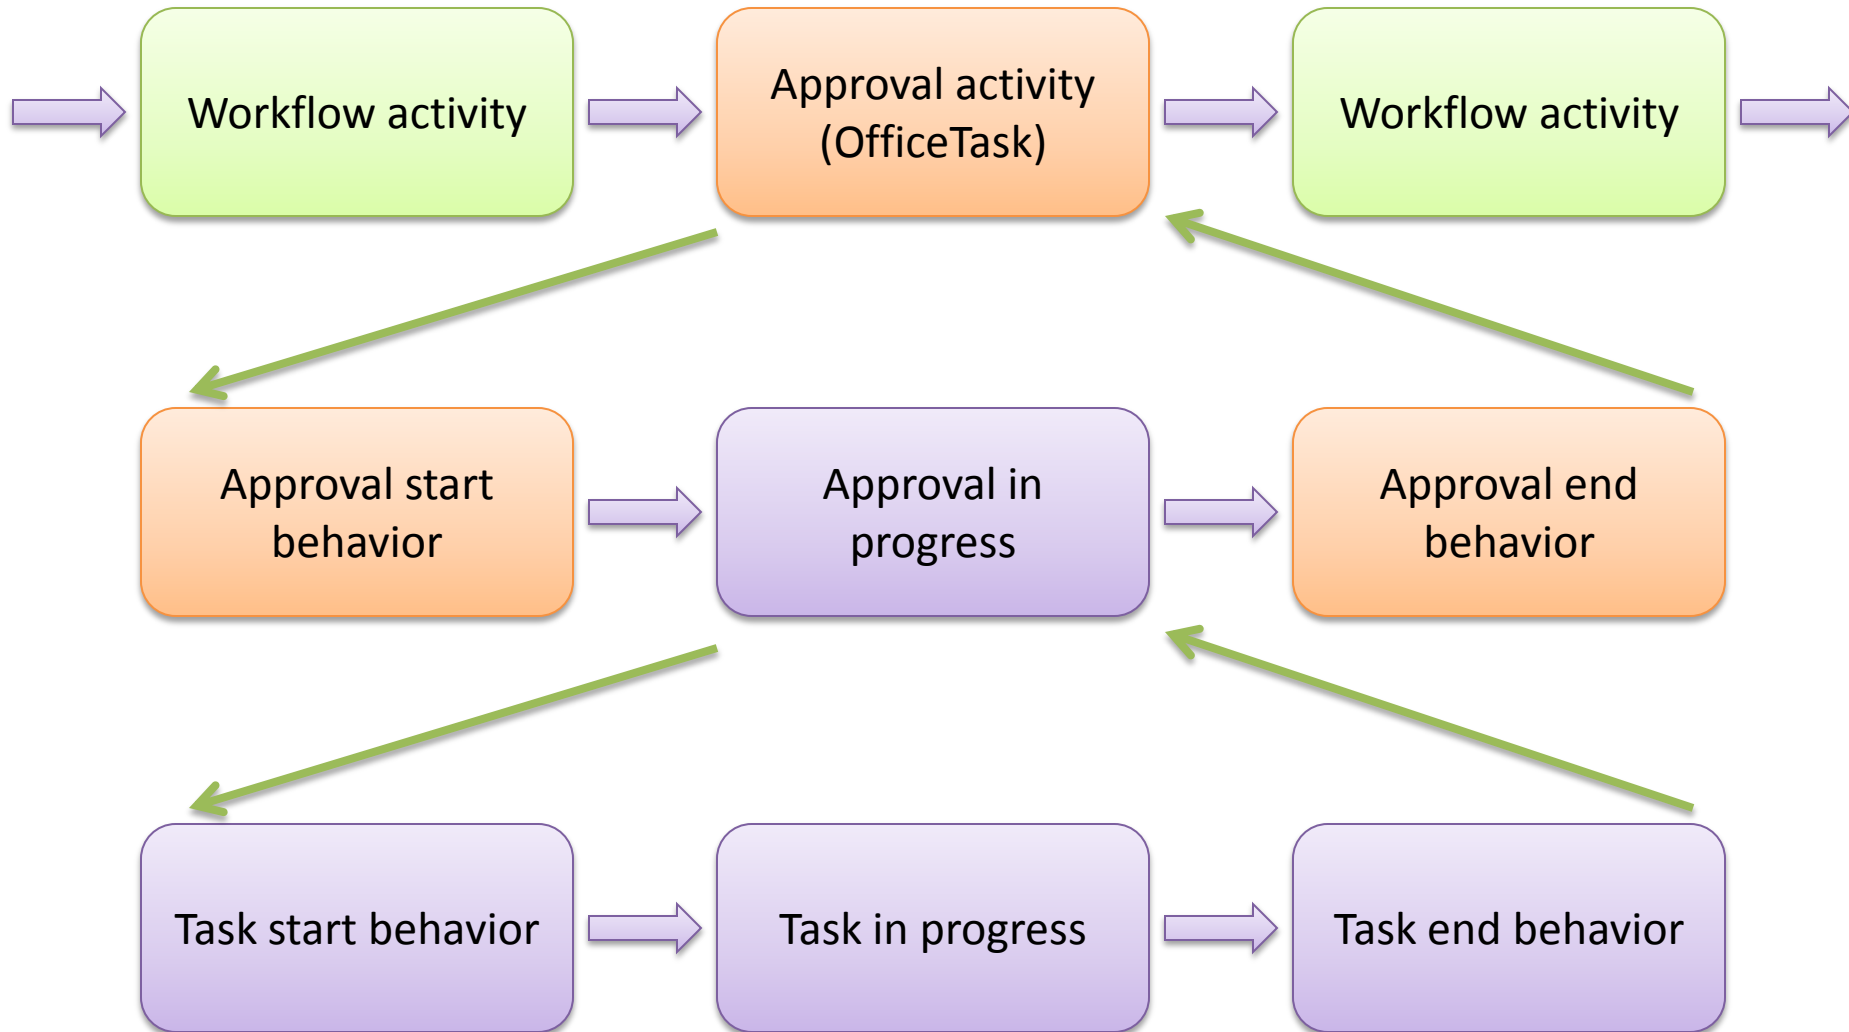 Workflow activity
Approval activity
(OfficeTask)
Workflow activity
Approval start
behavior
Approval in
progress
Approval end
behavior
Task start behavior
Task in progress
Task end behavior